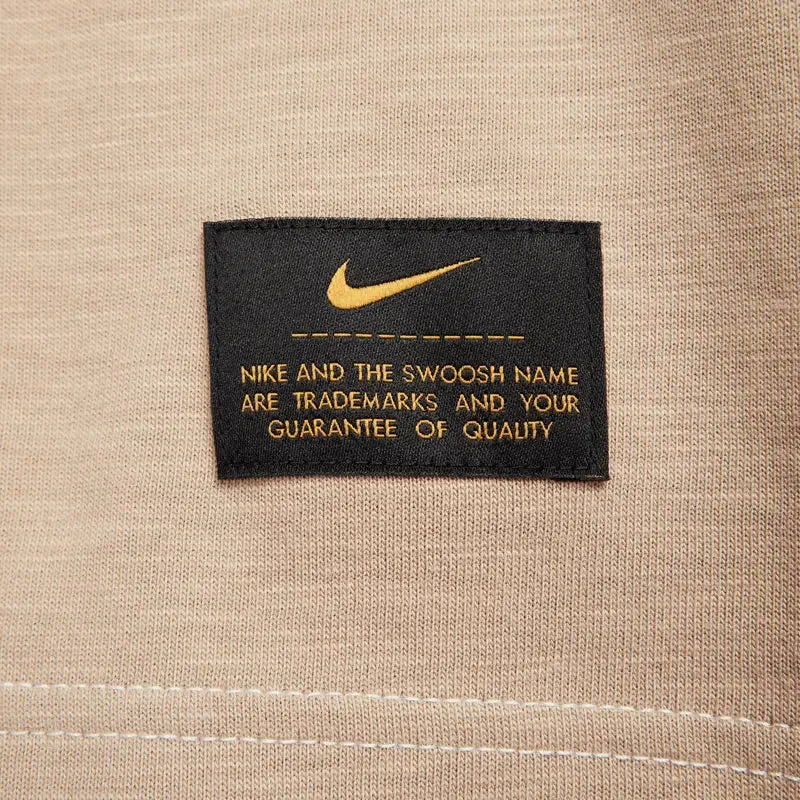 NIKE AND THE SWOOSH NAME
ARE TRADEMARKS AND YOUR
GUARANTEE OF QUALITY